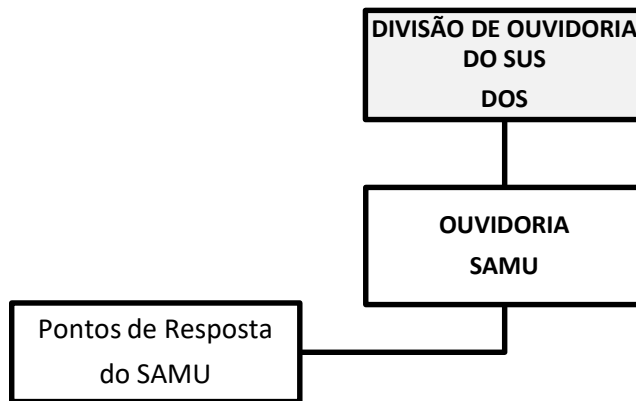 DIVISÃO DE OUVIDORIA
DO SUS
DOS
OUVIDORIA
SAMU
Pontos de Resposta
do SAMU